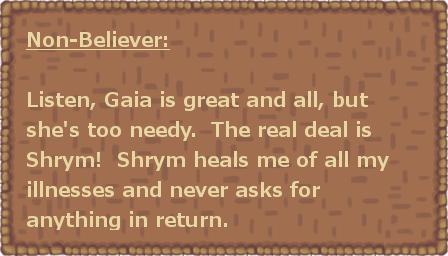 Non-Believer:
Listen, Gaia is great and all, but
she's too needy.  The real deal is
Shrym!  Shrym heals me of all my
illnesses and never asks for
anything in return.